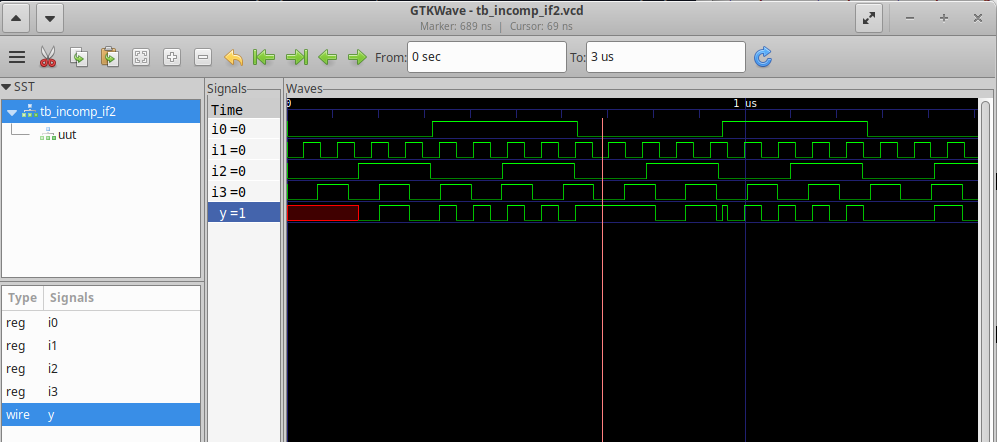 GTKWave - tb_incomp_if2.vcd
Marker: 689 ns | Cursor: 69 ns
From: 0 sec To: 3 us
SST
tb_incomp_if2
uut
Type Signals
reg i0
reg i1
reg i2
reg i3
wire y
Signals
Time
i0=0
i1=0
i2=0
i3=0
y=1
Waves
0 1 us